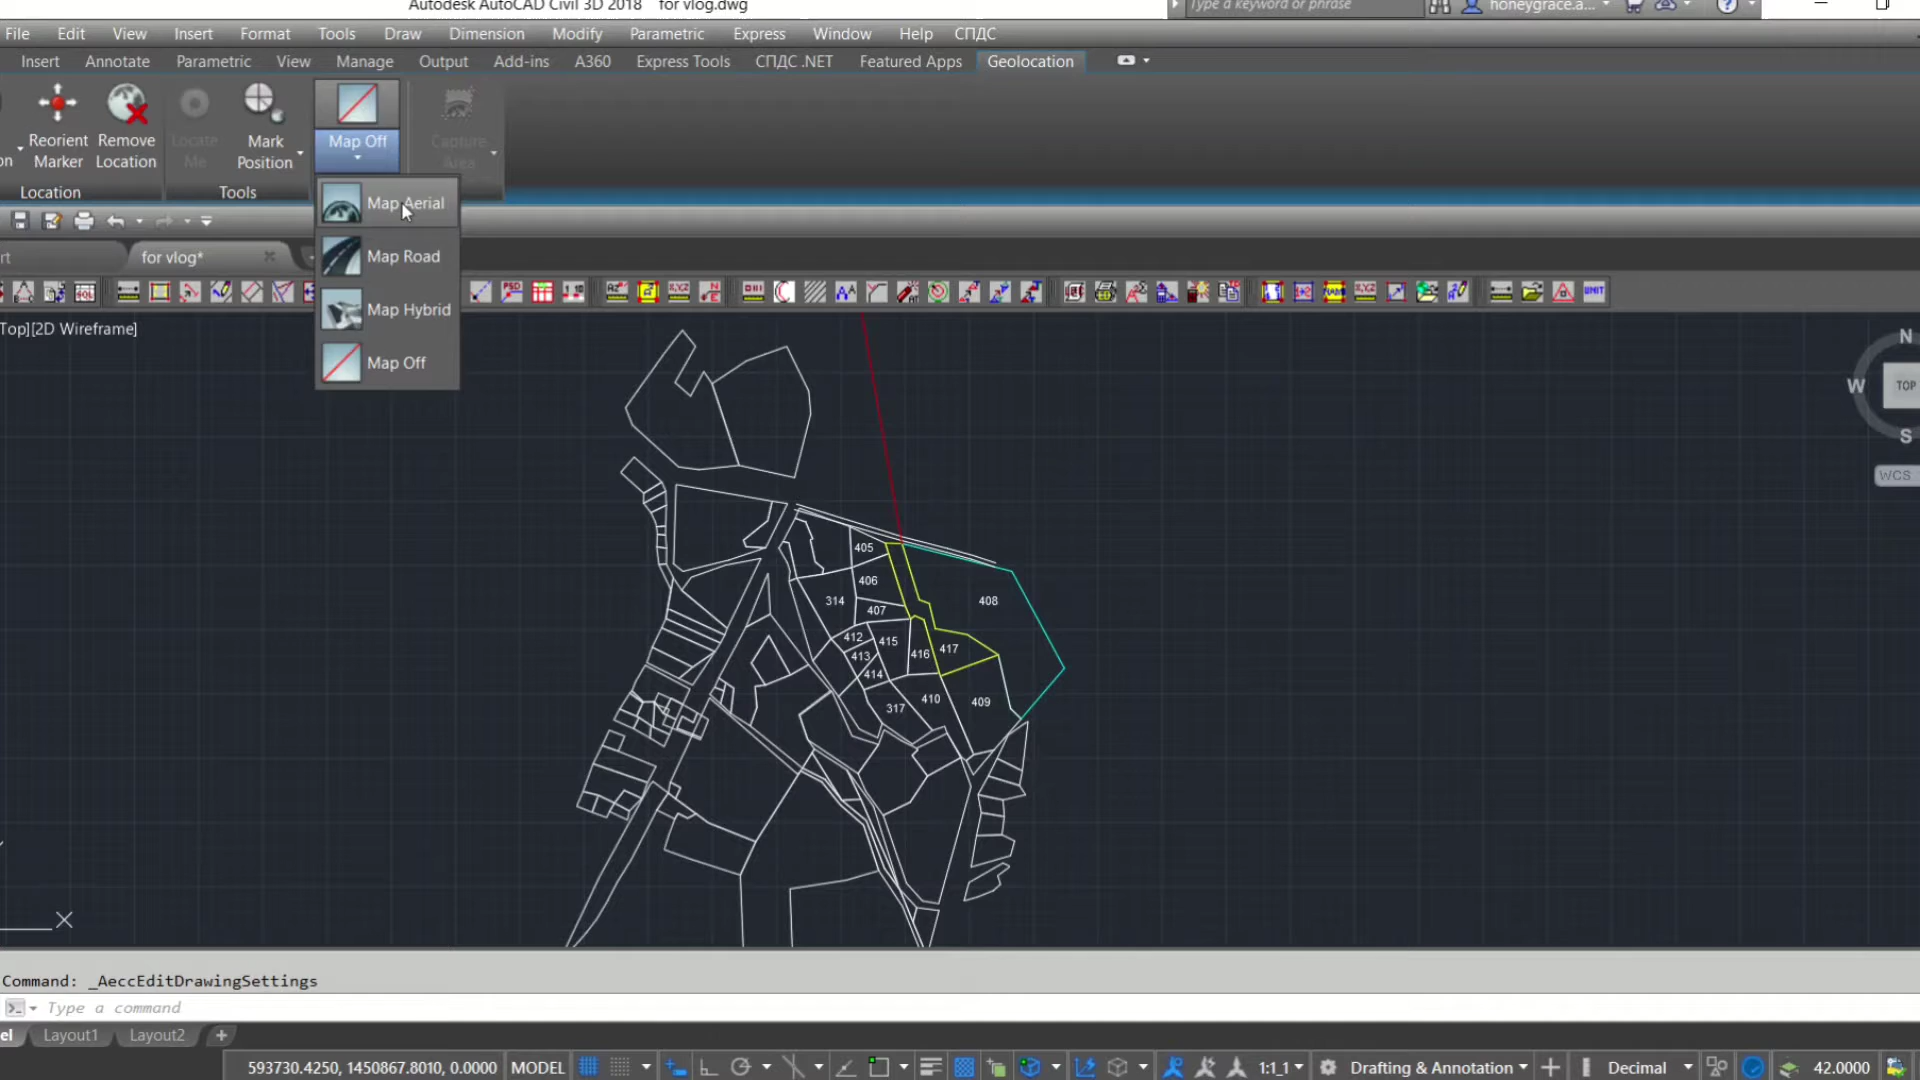 Autodesk AutoCAD Civil 3D 2018 for vlog.dwg
Type a keyword or phrase
honeygrace.a...
File Edit View Insert Format Tools Draw Dimension Modify Parametric Express Window Help СПДС
Insert Annotate Parametric View Manage Output Add-ins A360 Express Tools СПДС .NET Featured Apps Geolocation
Reorient Marker
Remove Location
Locate Me
Mark Position
Map Off
Capture Area
Location
Tools
Map Aerial
Map Road
Map Hybrid
Map Off
for vlog*
Top][2D Wireframe]
N
W
TOP
S
WCS
405
406
408
314
407
412
415
413
416
417
414
410
409
317
X
Command: _AeccEditDrawingSettings
Type a command
Layout1
Layout2
+
593730.4250, 1450867.8010, 0.0000
MODEL
1:1_1
Drafting & Annotation
Decimal
42.0000